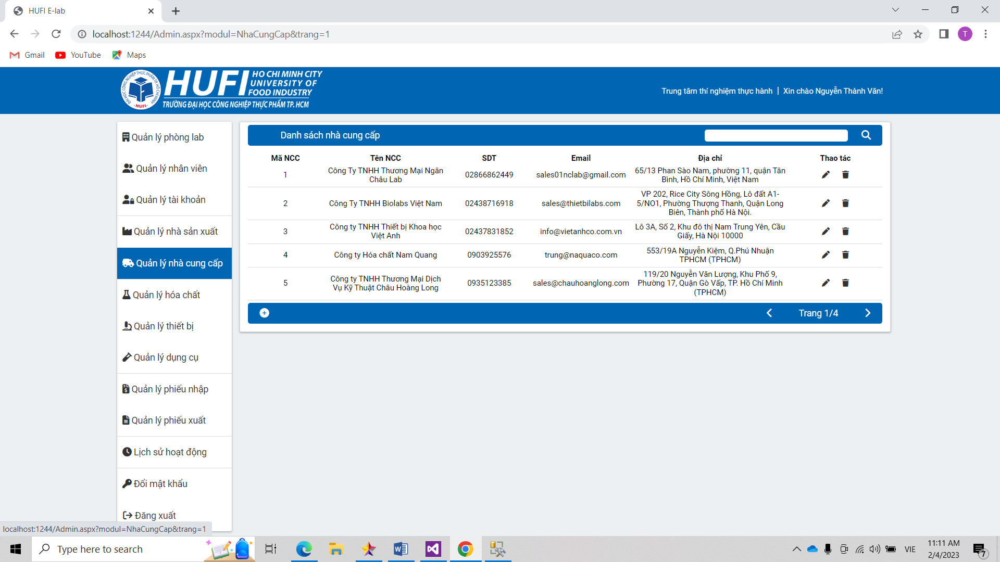 HUFI E-lab
localhost:1244/Admin.aspx?modul=NhaCungCap&trang=1
T
Gmail
YouTube
Maps
ĐẠI HỌC CÔNG NGHIỆP THỰC PHẨM TP. HỒ CHÍ MINH
HUFI
HUFI
HO CHI MINH CITY
UNIVERSITY OF
FOOD INDUSTRY
TRƯỜNG ĐẠI HỌC CÔNG NGHIỆP THỰC PHẨM TP. HCM
Trung tâm thí nghiệm thực hành | Xin chào Nguyễn Thành Văn!
Quản lý phòng lab
Quản lý nhân viên
Quản lý tài khoản
Quản lý nhà sản xuất
Quản lý nhà cung cấp
Quản lý hóa chất
Quản lý thiết bị
Quản lý dụng cụ
Quản lý phiếu nhập
Quản lý phiếu xuất
Lịch sử hoạt động
Đổi mật khẩu
Đăng xuất
Danh sách nhà cung cấp
Mã NCC Tên NCC SDT Email Địa chỉ Thao tác
1
Công Ty TNHH Thương Mại Ngân
Châu Lab
02866862449
sales01nclab@gmail.com
65/13 Phan Sào Nam, phường 11, quận Tân
Bình, Hồ Chí Minh, Việt Nam
2
Công Ty TNHH Biolabs Việt Nam
02438716918
sales@thietbilabs.com
VP 202, Rice City Sông Hồng, Lô đất A1-
5/NO1, Phường Thượng Thanh, Quận Long
Biên, Thành phố Hà Nội.
3
Công ty TNHH Thiết bị Khoa học
Việt Anh
02437831852
info@vietanhco.com.vn
Lô 3A, Số 2, Khu đô thị Nam Trung Yên, Cầu
Giấy, Hà Nội 10000
4
Công ty Hóa chất Nam Quang
0903925576
trung@naquaco.com
553/19A Nguyễn Kiệm, Q.Phú Nhuận
TPHCM (TPHCM)
5
Công ty TNHH Thương Mại Dịch
Vụ Kỹ Thuật Châu Hoàng Long
0935123385
sales@chauhoanglong.com
119/20 Nguyễn Văn Lượng, Khu Phố 9,
Phường 17, Quận Gò Vấp, TP. Hồ Chí Minh
(TPHCM)
Trang 1/4
localhost:1244/Admin.aspx?modul=NhaCungCap&trang=1
Type here to search
VIE
11:11 AM
2/4/2023
7